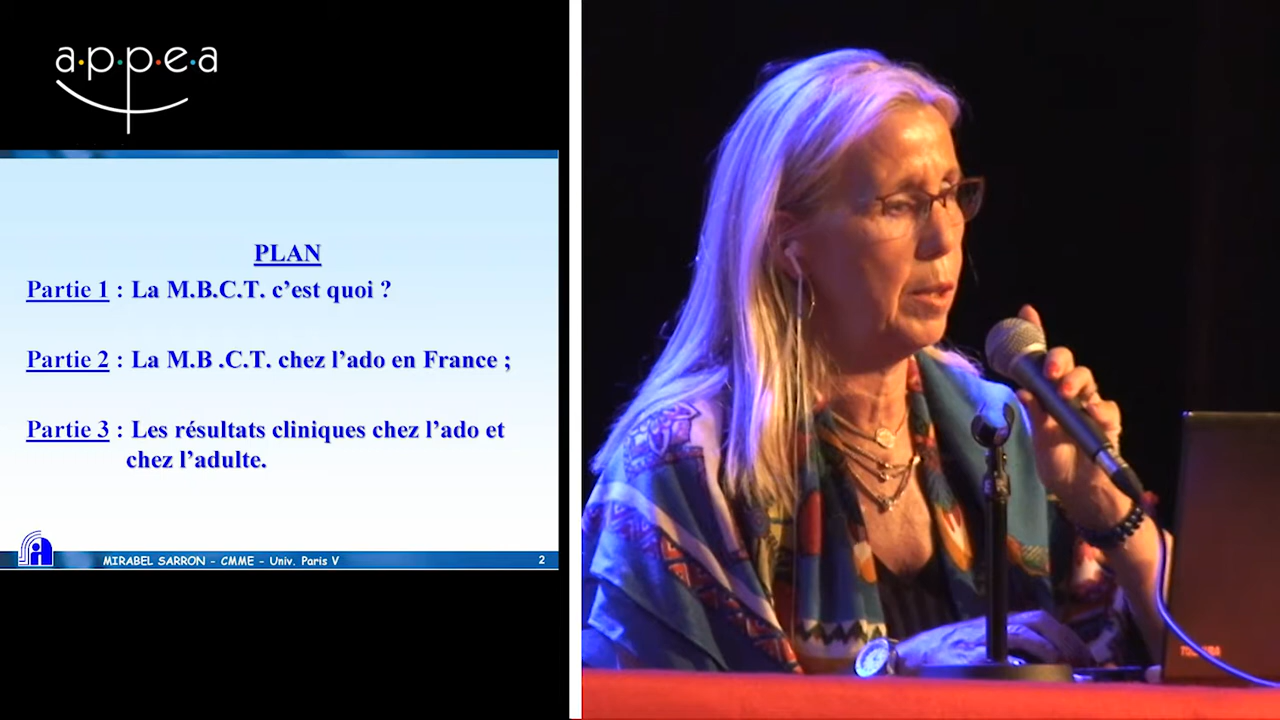 a.p.p.e.a
PLAN
Partie 1 : La M.B.C.T. c’est quoi ?
Partie 2 : La M.B .C.T. chez l’ado en France ;
Partie 3 : Les résultats cliniques chez l’ado et
chez l’adulte.
MIRABEL SARRON - CMME - Univ. Paris V
2
TOSHIBA